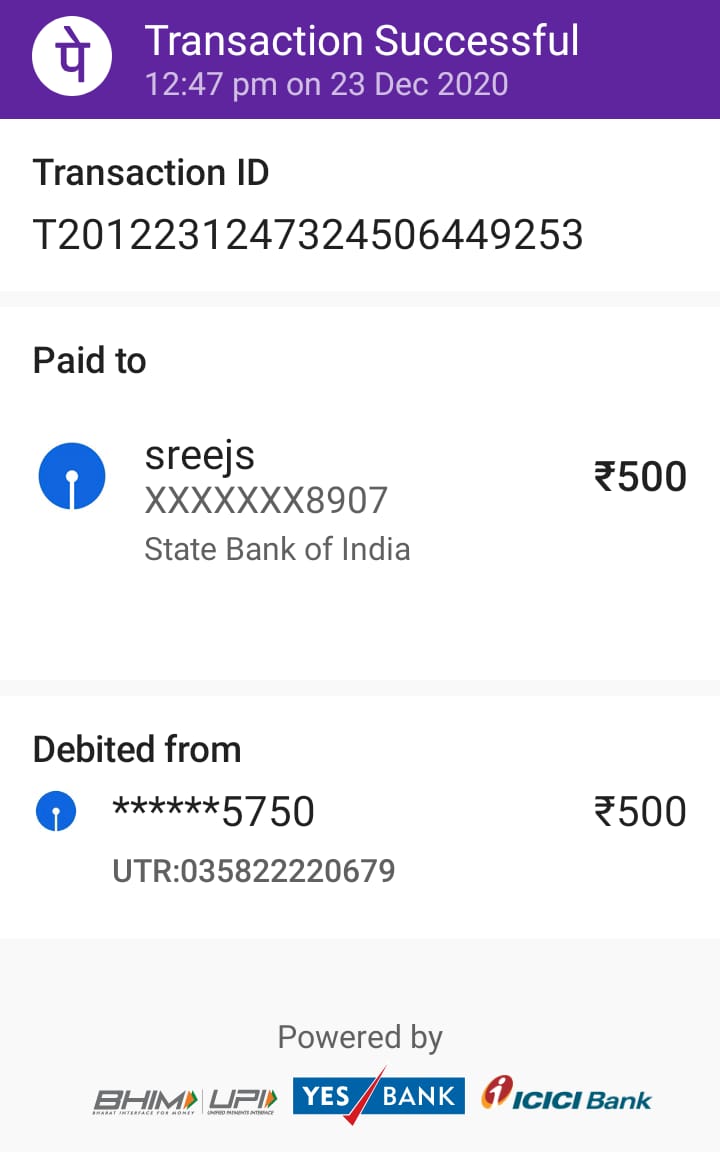 पे
Transaction Successful
12:47 pm on 23 Dec 2020
Transaction ID
T2012231247324506449253
Paid to
sreejs
XXXXXXX8907
State Bank of India
₹500
Debited from
******5750
₹500
UTR:035822220679
Powered by
BHIM UPI YES BANK ICICI Bank
BHARAT INTERFACE FOR MONEY UNIFIED PAYMENTS INTERFACE